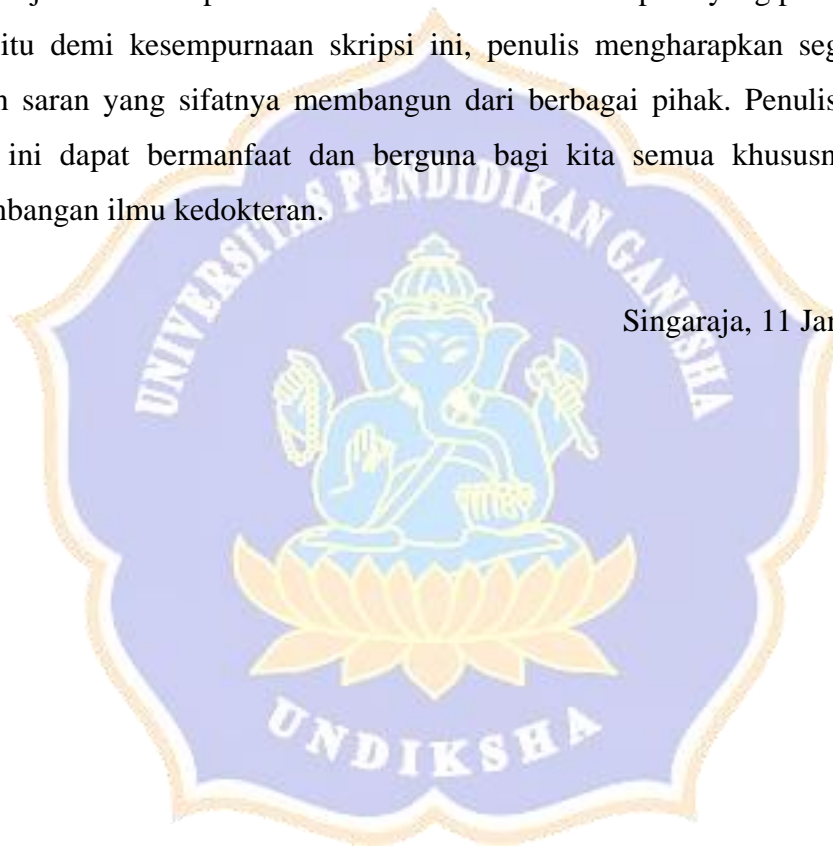 itu demi kesempurnaan skripsi ini, penulis mengharapkan seg
n saran yang sifatnya membangun dari berbagai pihak. Penulis
ini dapat bermanfaat dan berguna bagi kita semua khususn
mbangan ilmu kedokteran.
UNIVERSITAS PENDIDIKAN GANESHA
Singaraja, 11 Jan
UNDIKSHA